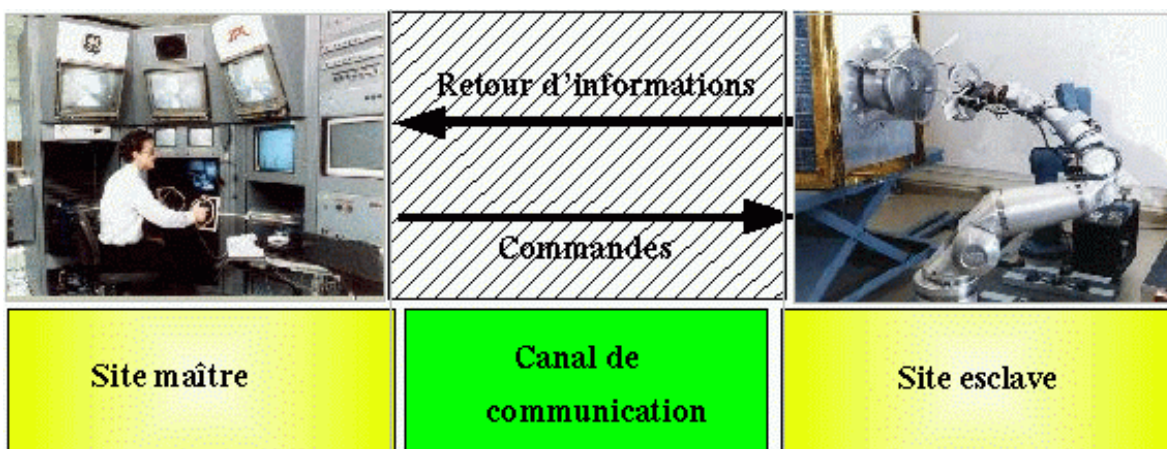 Retour d'informations
Commandes
Site maître
Canal de
communication
Site esclave